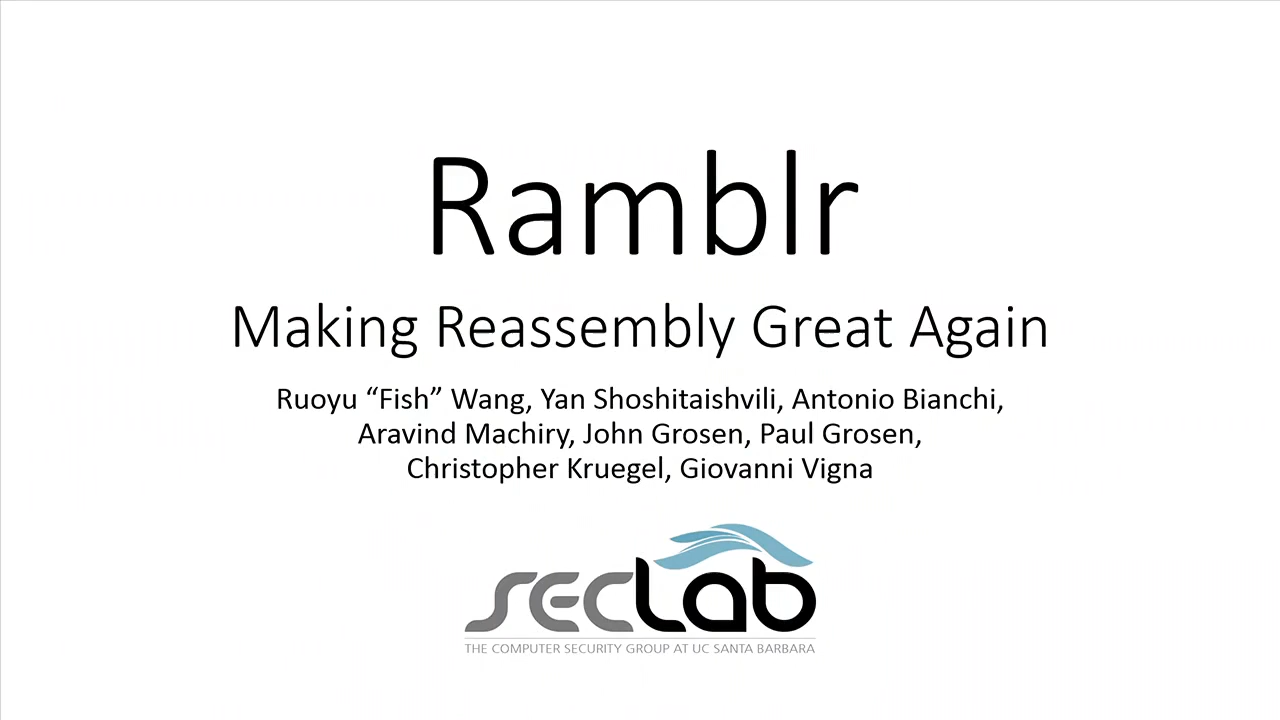 Ramblr
Making Reassembly Great Again
Ruoyu “Fish” Wang, Yan Shoshitaishvili, Antonio Bianchi,
Aravind Machiry, John Grosen, Paul Grosen,
Christopher Kruegel, Giovanni Vigna
secLab
THE COMPUTER SECURITY GROUP AT UC SANTA BARBARA